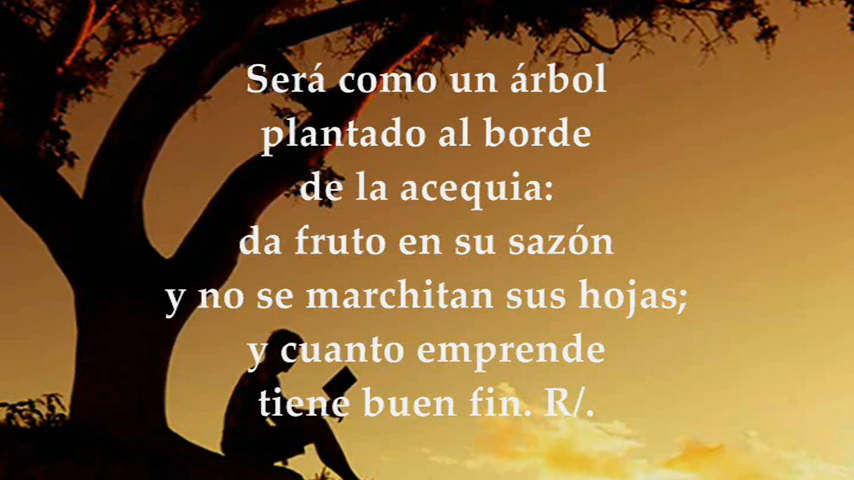 Será como un árbol
plantado al borde
de la acequia:
da fruto en su sazón
y no se marchitan sus hojas;
y cuanto emprende
tiene buen fin. R/.